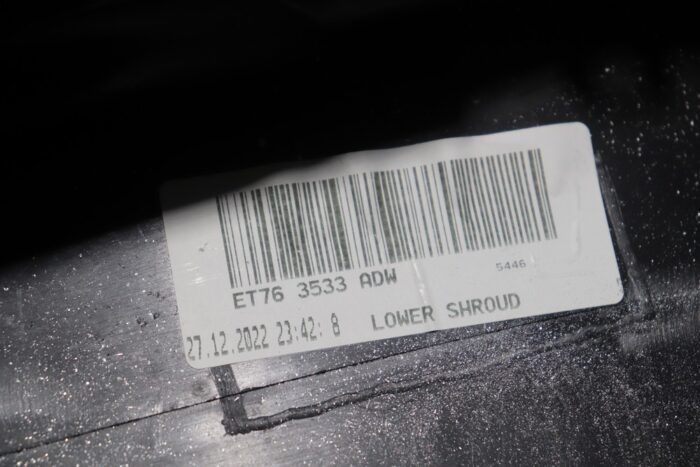 ET76 3533 ADW
5446
27.12.2022 23:42: 8 LOWER SHROUD